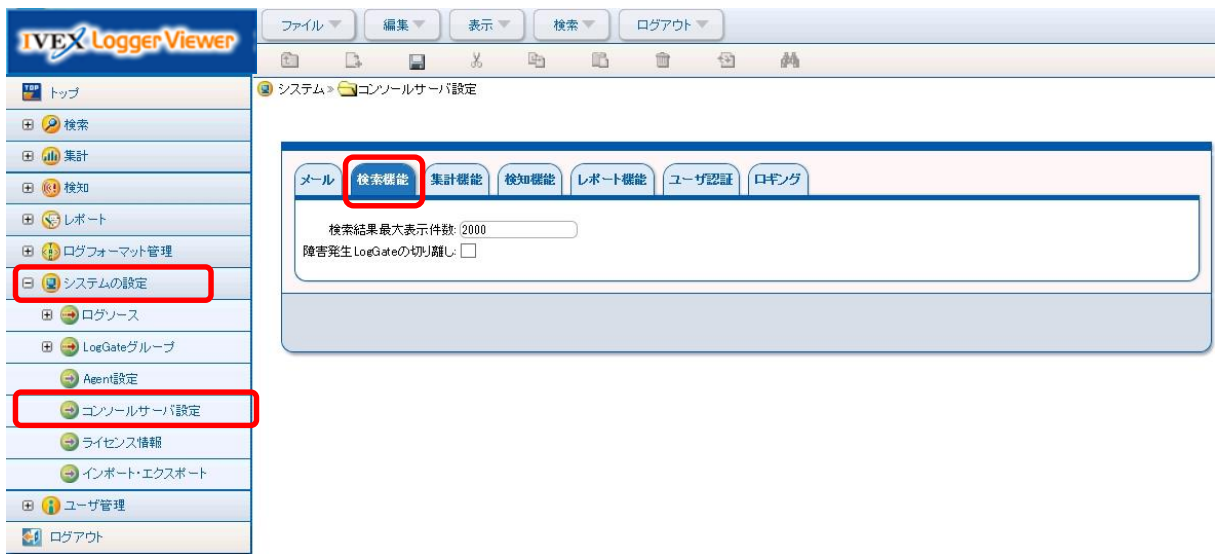 IVEX Logger Viewer
ファイル 編集 表示 検索 ログアウト
システム » コンソールサーバ設定
TOP トップ
検索
集計
検知
レポート
ログフォーマット管理
システムの設定
ログソース
LogGateグループ
Agent設定
コンソールサーバ設定
ライセンス情報
インポート・エクスポート
ユーザ管理
ログアウト
メール 検索機能 集計機能 検知機能 レポート機能 ユーザ認証 ロギング
検索結果最大表示件数: 2000
障害発生LogGateの切り離し: